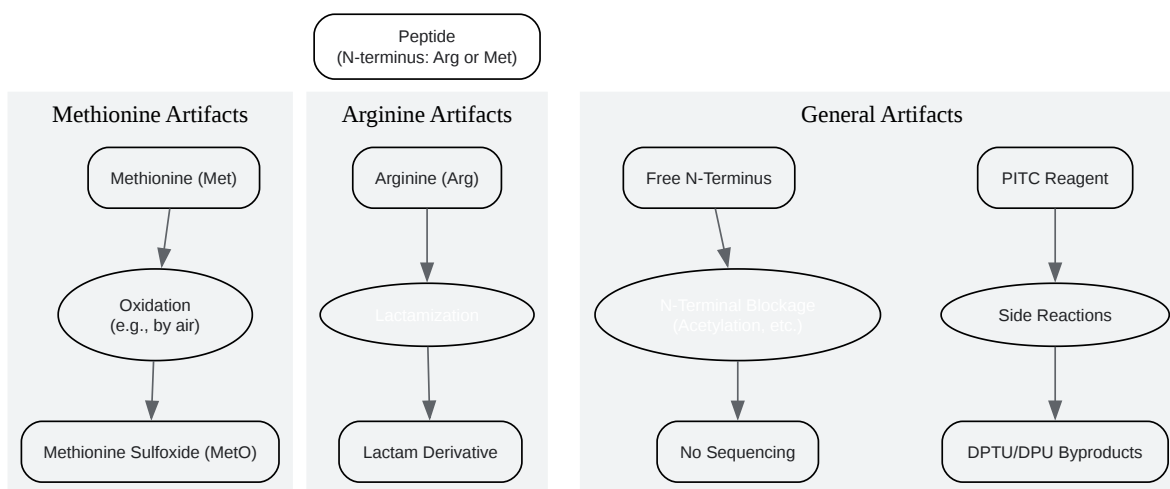 Peptide
(N-terminus: Arg or Met)
Methionine Artifacts
Arginine Artifacts
General Artifacts
Methionine (Met)
Arginine (Arg)
Free N-Terminus
PITC Reagent
Oxidation
(e.g., by air)
Lactamization
N-Terminal Blockage
(Acetylation, etc.)
Side Reactions
Methionine Sulfoxide (MetO)
Lactam Derivative
No Sequencing
DPTU/DPU Byproducts